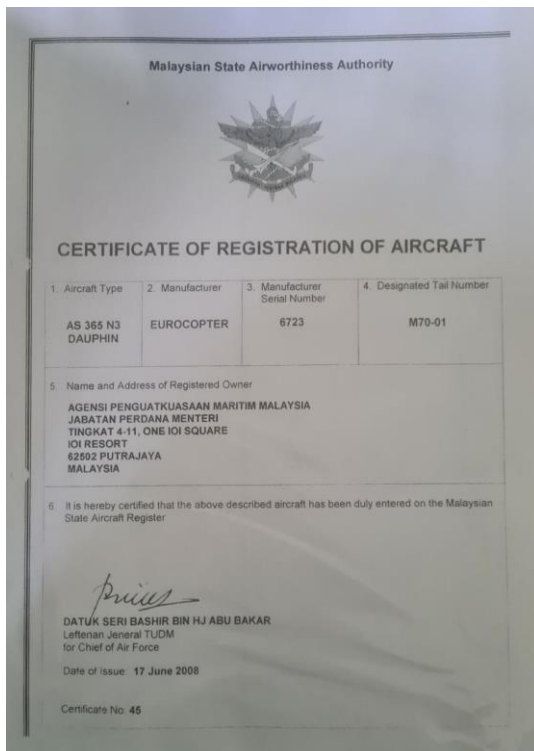 Malaysian State Airworthiness Authority
CERTIFICATE OF REGISTRATION OF AIRCRAFT
1. Aircraft Type
AS 365 N3
DAUPHIN
2. Manufacturer
EUROCOPTER
3. Manufacturer
Serial Number
6723
4. Designated Tail Number
M70-01
5 Name and Address of Registered Owner
AGENSI PENGUATKUASAAN MARITIM MALAYSIA
JABATAN PERDANA MENTERI
TINGKAT 4-11, ONE IOI SQUARE
IOI RESORT
62502 PUTRAJAYA
MALAYSIA
6. It is hereby certified that the above described aircraft has been duly entered on the Malaysian
State Aircraft Register
DATUK SERI BASHIR BIN HJ ABU BAKAR
Leftenan Jeneral TUDM
for Chief of Air Force
Date of Issue: 17 June 2008
Certificate No: 45